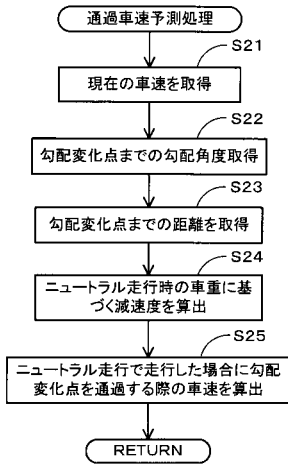 通過車速予測処理
S21
現在の車速を取得
S22
勾配変化点までの勾配角度取得
S23
勾配変化点までの距離を取得
S24
ニュートラル走行時の車重に基
づく減速度を算出
S25
ニュートラル走行で走行した場合に勾配
変化点を通過する際の車速を算出
RETURN